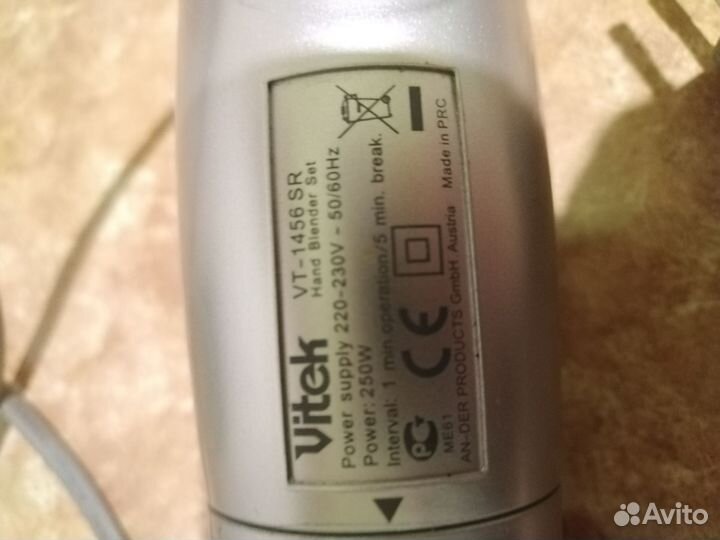 Vitek
VT-1456 SR
Hand Blender Set
Power supply 220-230V ~ 50/60Hz
Power: 250W
Interval: 1 min.operation/5 min. break.
CE
ME61
AN-DER PRODUCTS GmbH Austria
Made in PRC
Avito